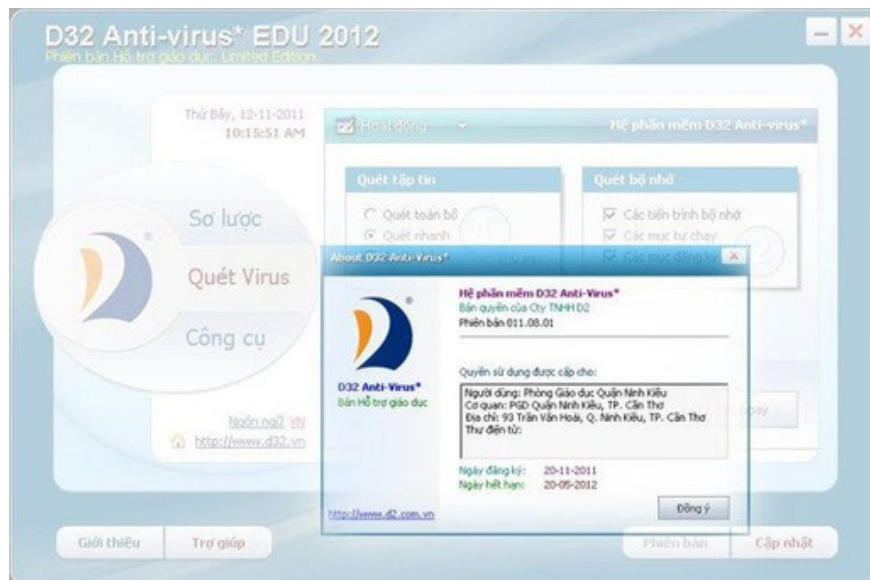 D32 Anti-virus* EDU 2012
Phiên bản Hỗ trợ giáo dục. Limited Edition.
Thứ Bảy, 12-11-2011
10:15:51 AM
Hoạt động
Hệ phần mềm D32 Anti-virus*
Quét tập tin
Quét bộ nhớ
Quét toàn bộ
Quét nhanh
Các tiến trình bộ nhớ
Các mục tự chạy
Các mục đăng ký
Sơ lược
Quét Virus
Công cụ
Ngôn ngữ VN
http://www.d32.vn
About D32 Anti-Virus*
Hệ phần mềm D32 Anti-Virus*
Bản quyền của Cty TNHH D2
Phiên bản 011.08.01
D32 Anti-Virus*
Bản Hỗ trợ giáo dục
Quyền sử dụng được cấp cho:
Người dùng: Phòng Giáo dục Quận Ninh Kiều
Cơ quan: PGD Quận Ninh Kiều, TP. Cần Thơ
Địa chỉ: 93 Trần Văn Hoài, Q. Ninh Kiều, TP. Cần Thơ
Thư điện tử:
Ngày đăng ký: 20-11-2011
Ngày hết hạn: 20-05-2012
http://www.d2.com.vn
Đồng ý
ngay
Giới thiệu
Trợ giúp
Phiên bản
Cập nhật